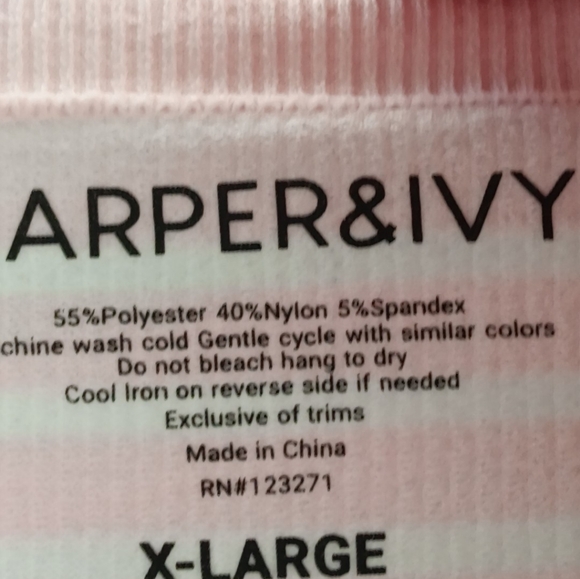 ARPER&IVY
55%Polyester 40%Nylon 5%Spandex
chine wash cold Gentle cycle with similar colors
Do not bleach hang to dry
Cool Iron on reverse side if needed
Exclusive of trims
Made in China
RN#123271
X-LARGE